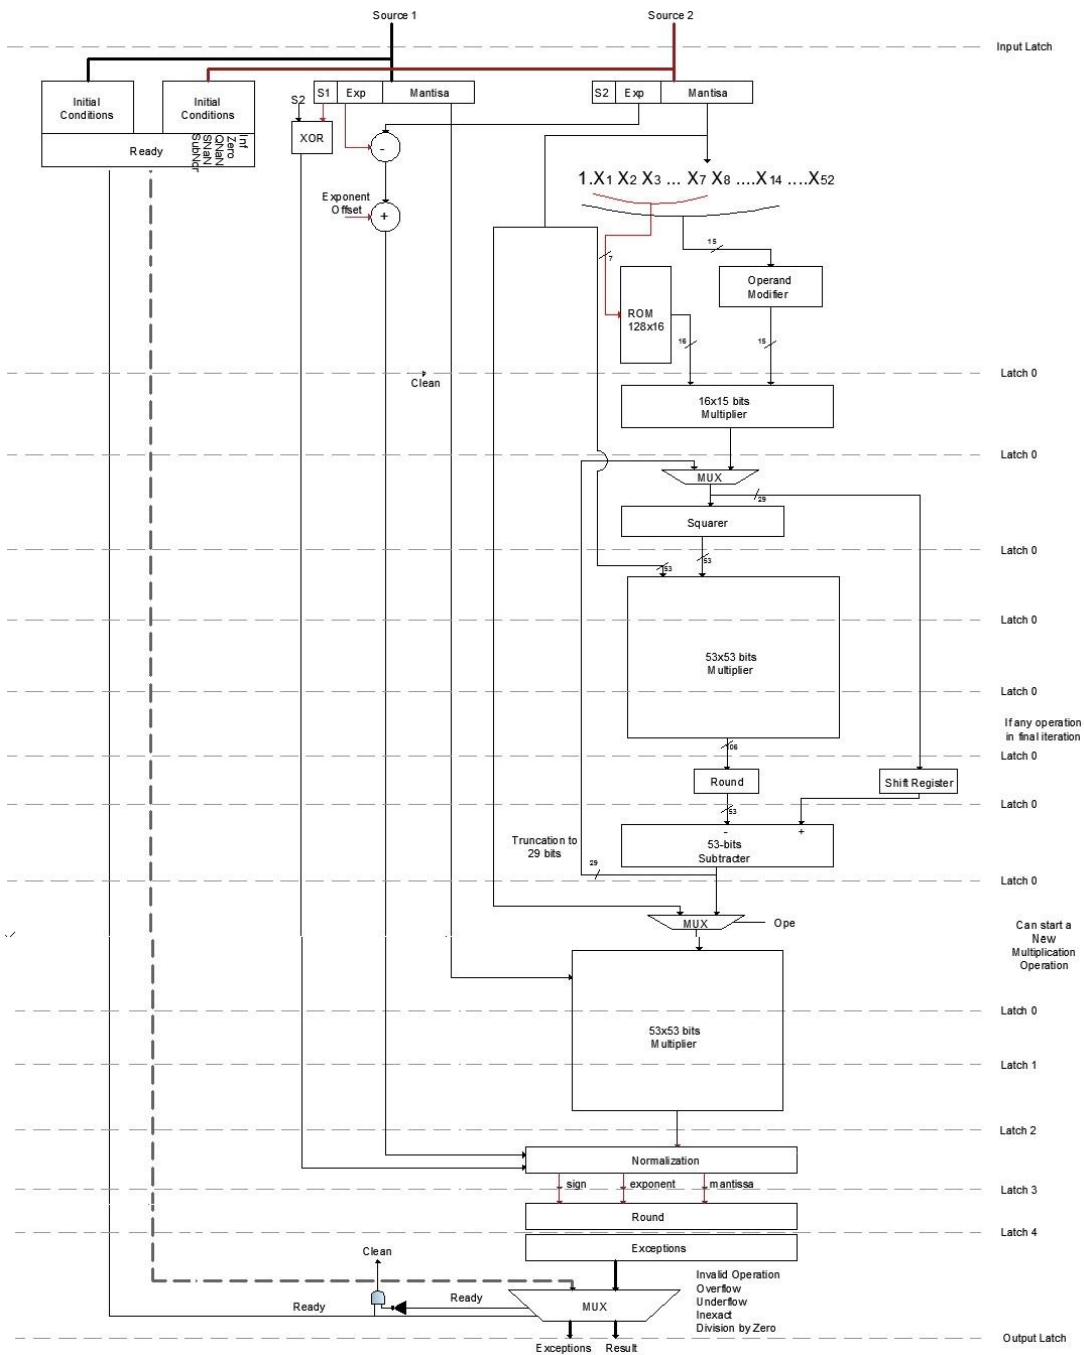 Source 1
Source 2
Input Latch
Initial
Conditions
Initial
Conditions
S1 Exp Mantisa
S2 Exp Mantisa
S2
XOR
Ready
Inf
Zero
QNaN
SNaN
SubNor
-
1.X1 X2 X3 ... X7 X8 ....X14 ....X52
Exponent
Offset
+
15
7
Operand
Modifier
ROM
128x16
16
15
Latch 0
Clean
16x15 bits
Multiplier
Latch 0
MUX
29
Squarer
Latch 0
53
53
Latch 0
53x53 bits
Multiplier
Latch 0
If any operation
in final iteration
106
Latch 0
Round
Shift Register
Latch 0
53
- +
53-bits
Subtracter
Truncation to
29 bits
29
Latch 0
MUX
Ope
Can start a
New
Multiplication
Operation
Latch 0
53x53 bits
Multiplier
Latch 1
Latch 2
Normalization
sign exponent mantissa
Latch 3
Round
Latch 4
Exceptions
Clean
Invalid Operation
Overflow
Underflow
Inexact
Division by Zero
Ready
Ready
MUX
Output Latch
Exceptions Result